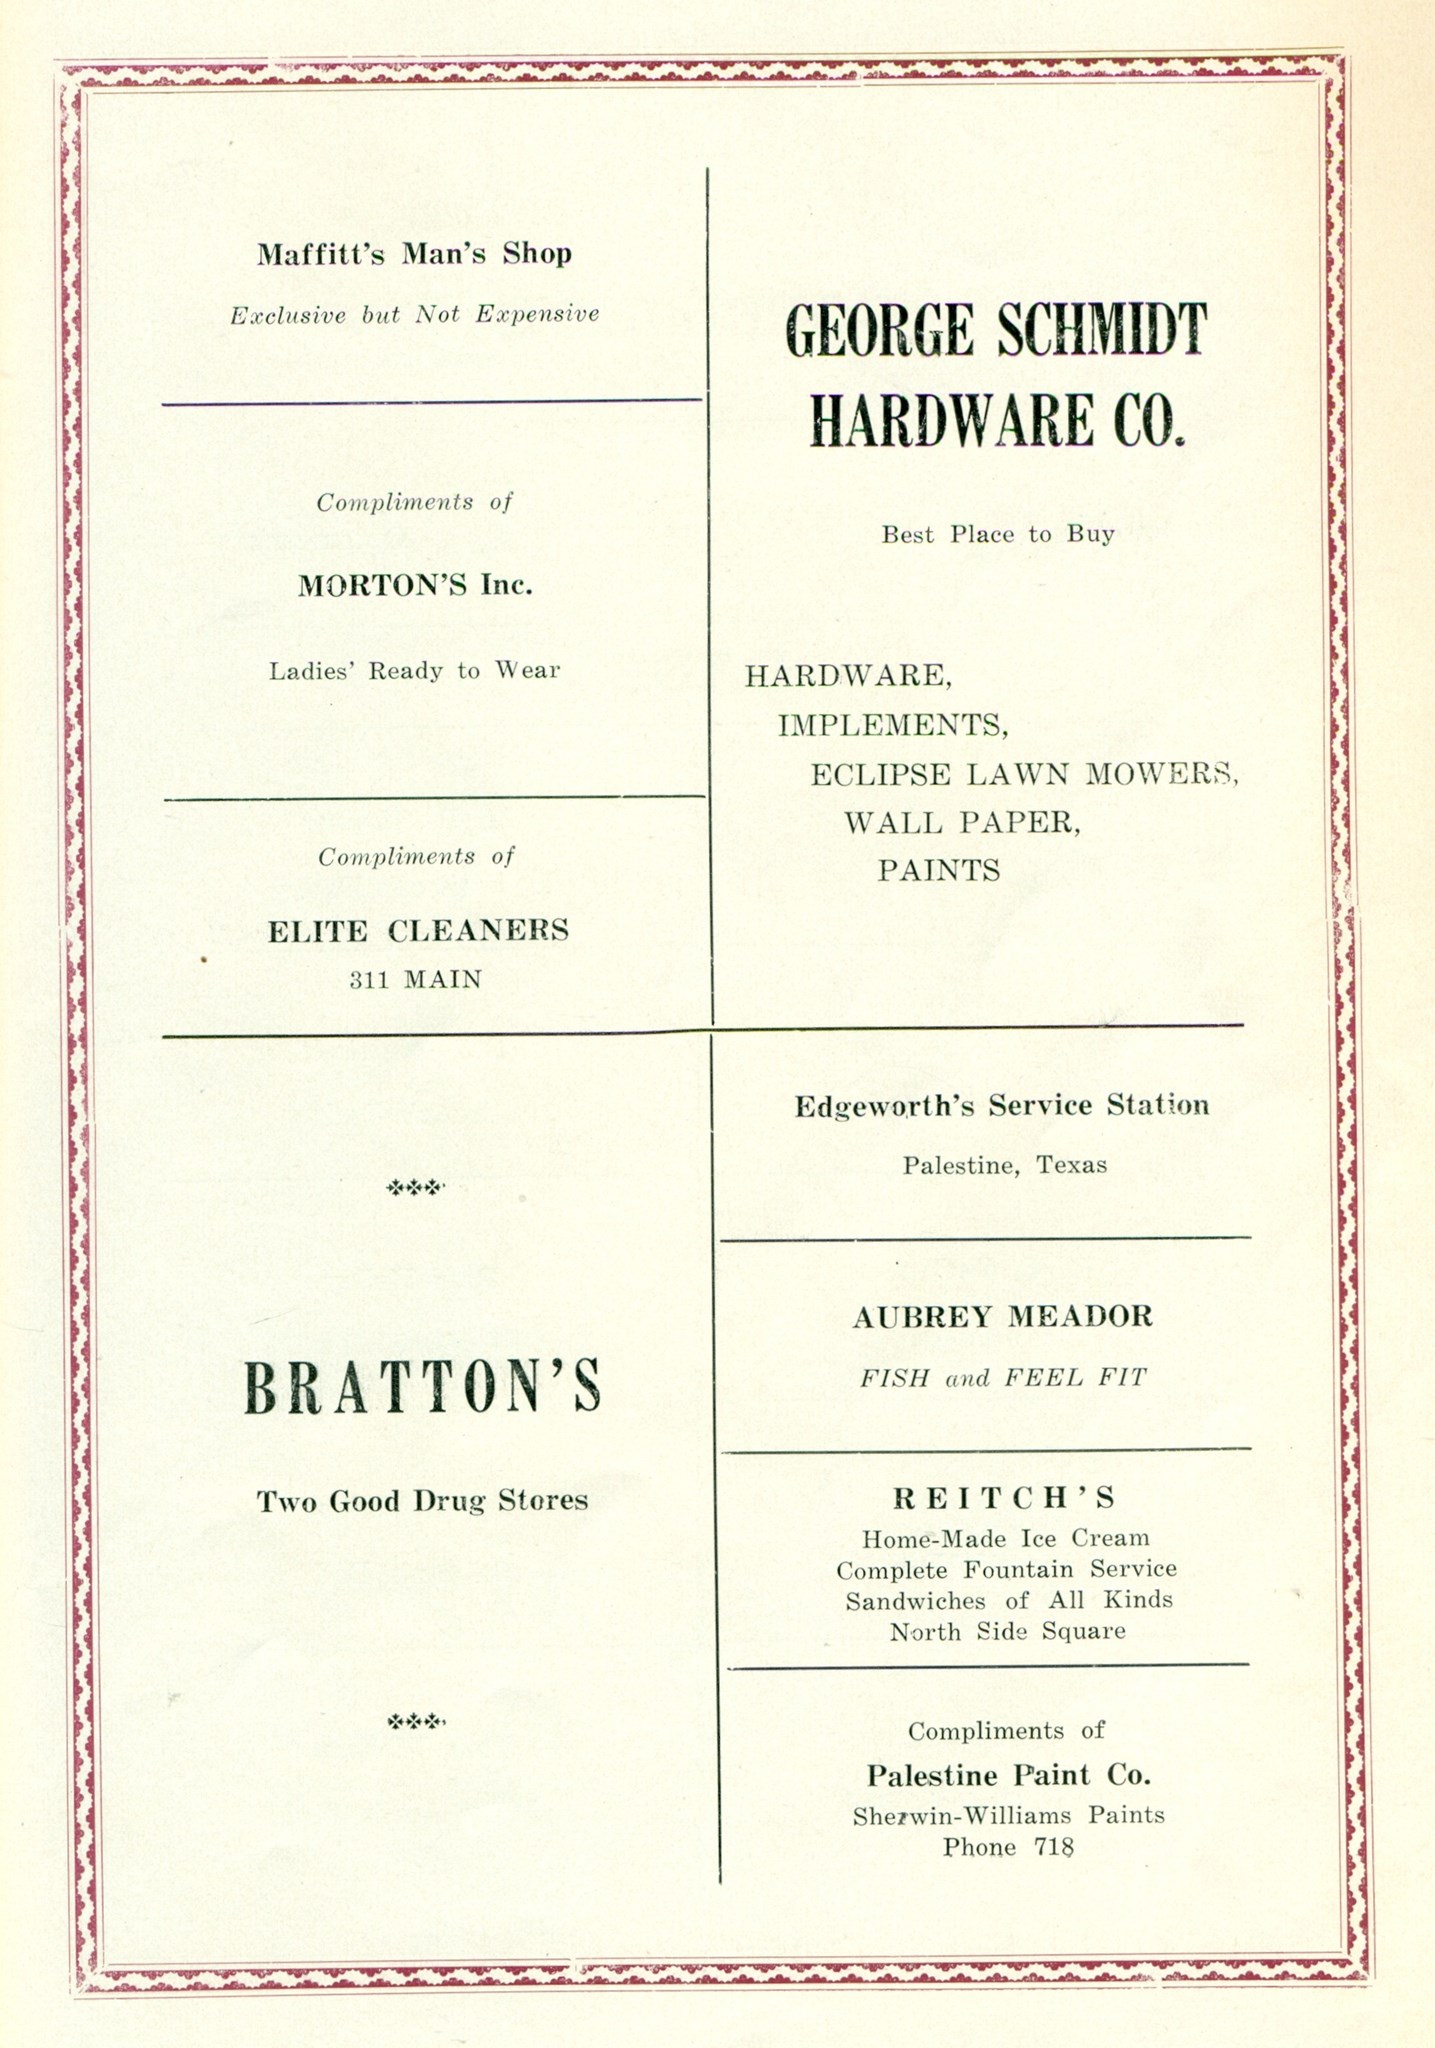 Maffitt's Man's Shop
Exclusive but Not Expensive
Compliments of
MORTON'S Inc.
Ladies' Ready to Wear
Compliments of
ELITE CLEANERS
311 MAIN
GEORGE SCHMIDT
HARDWARE CO.
Best Place to Buy
HARDWARE,
IMPLEMENTS,
ECLIPSE LAWN MOWERS,
WALL PAPER,
PAINTS
BRATTON'S
Two Good Drug Stores
Edgeworth's Service Station
Palestine, Texas
AUBREY MEADOR
FISH and FEEL FIT
REITCH'S
Home-Made Ice Cream
Complete Fountain Service
Sandwiches of All Kinds
North Side Square
Compliments of
Palestine Paint Co.
Sherwin-Williams Paints
Phone 718